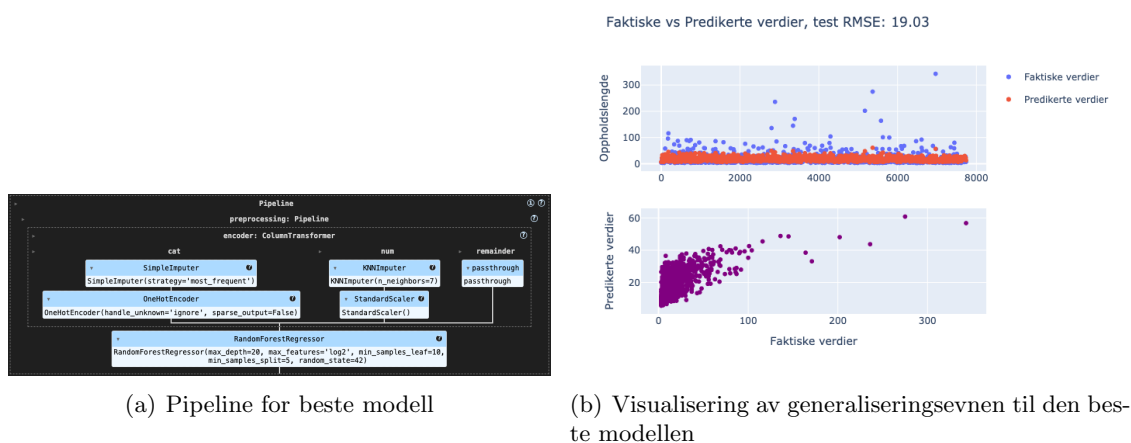 Faktiske vs Predikerte verdier, test RMSE: 19.03
Oppholdslengde
300
200
100
0
0
2000
4000
6000
8000
Faktiske verdier
Predikerte verdier
Predikerte verdier
60
40
20
0
100
200
300
Faktiske verdier
Pipeline
preprocessing: Pipeline
encoder: ColumnTransformer
cat
num
remainder
SimpleImputer
SimpleImputer(strategy='most_frequent')
OneHotEncoder
OneHotEncoder(handle_unknown='ignore', sparse_output=False)
KNNImputer
KNNImputer(n_neighbors=7)
StandardScaler
StandardScaler()
passthrough
passthrough
RandomForestRegressor
RandomForestRegressor(max_depth=20, max_features='log2', min_samples_leaf=10,
min_samples_split=5, random_state=42)
(a) Pipeline for beste modell
(b) Visualisering av generaliseringsevnen til den bes-
te modellen